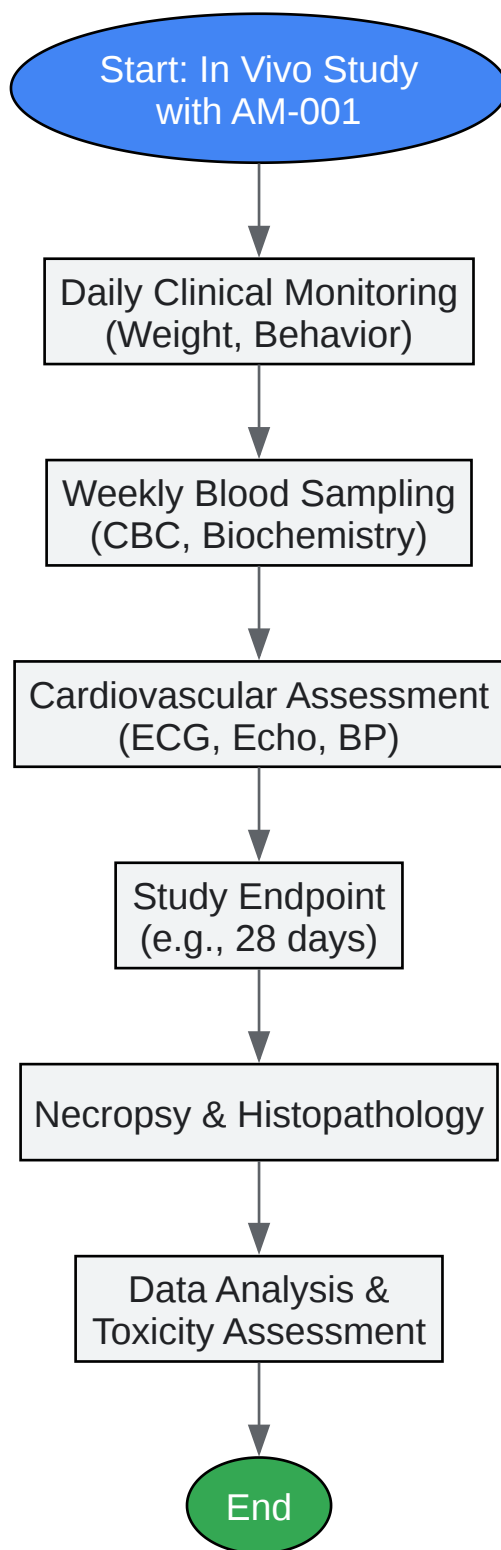 Start: In Vivo Study
with AM-001
Daily Clinical Monitoring
(Weight, Behavior)
Weekly Blood Sampling
(CBC, Biochemistry)
Cardiovascular Assessment
(ECG, Echo, BP)
Study Endpoint
(e.g., 28 days)
Necropsy & Histopathology
Data Analysis &
Toxicity Assessment
End